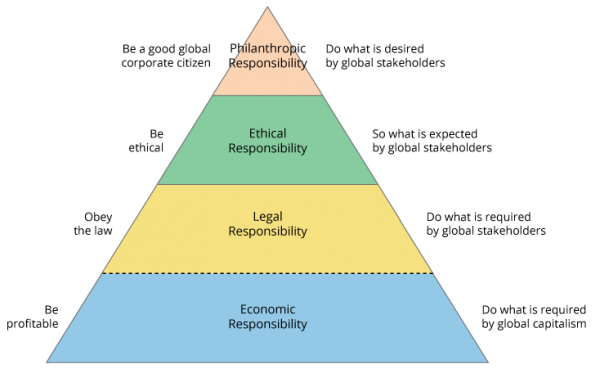 Be a good global
corporate citizen
Philanthropic
Responsibility
Do what is desired
by global stakeholders
Be
ethical
Ethical
Responsibility
So what is expected
by global stakeholders
Obey
the law
Legal
Responsibility
Do what is required
by global stakeholders
Be
profitable
Economic
Responsibility
Do what is required
by global capitalism